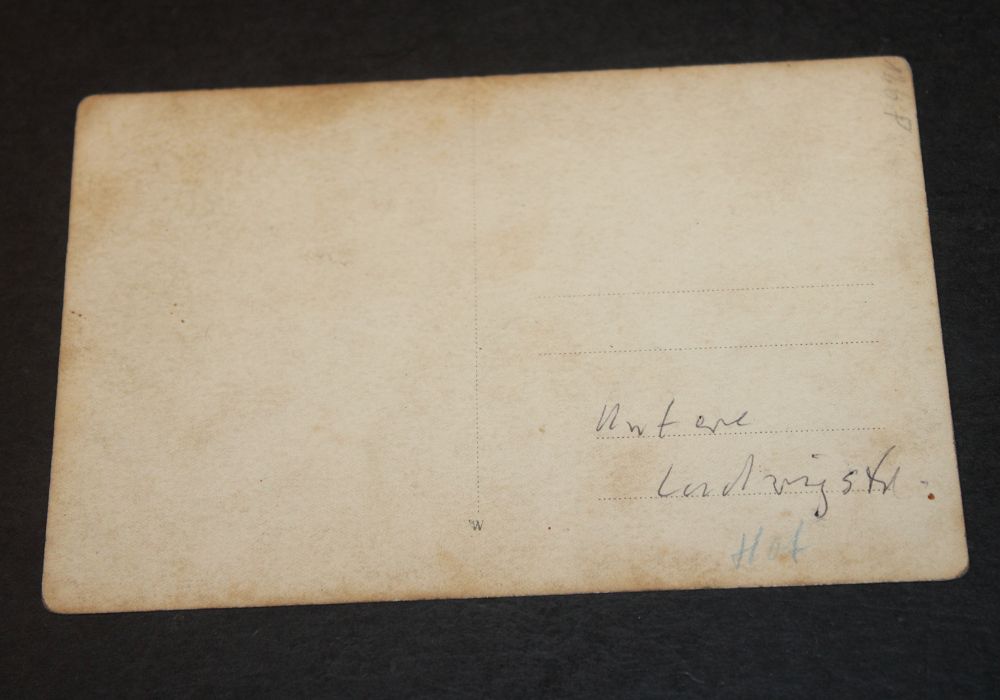 Untere
Ludwigstr.
Hof
W